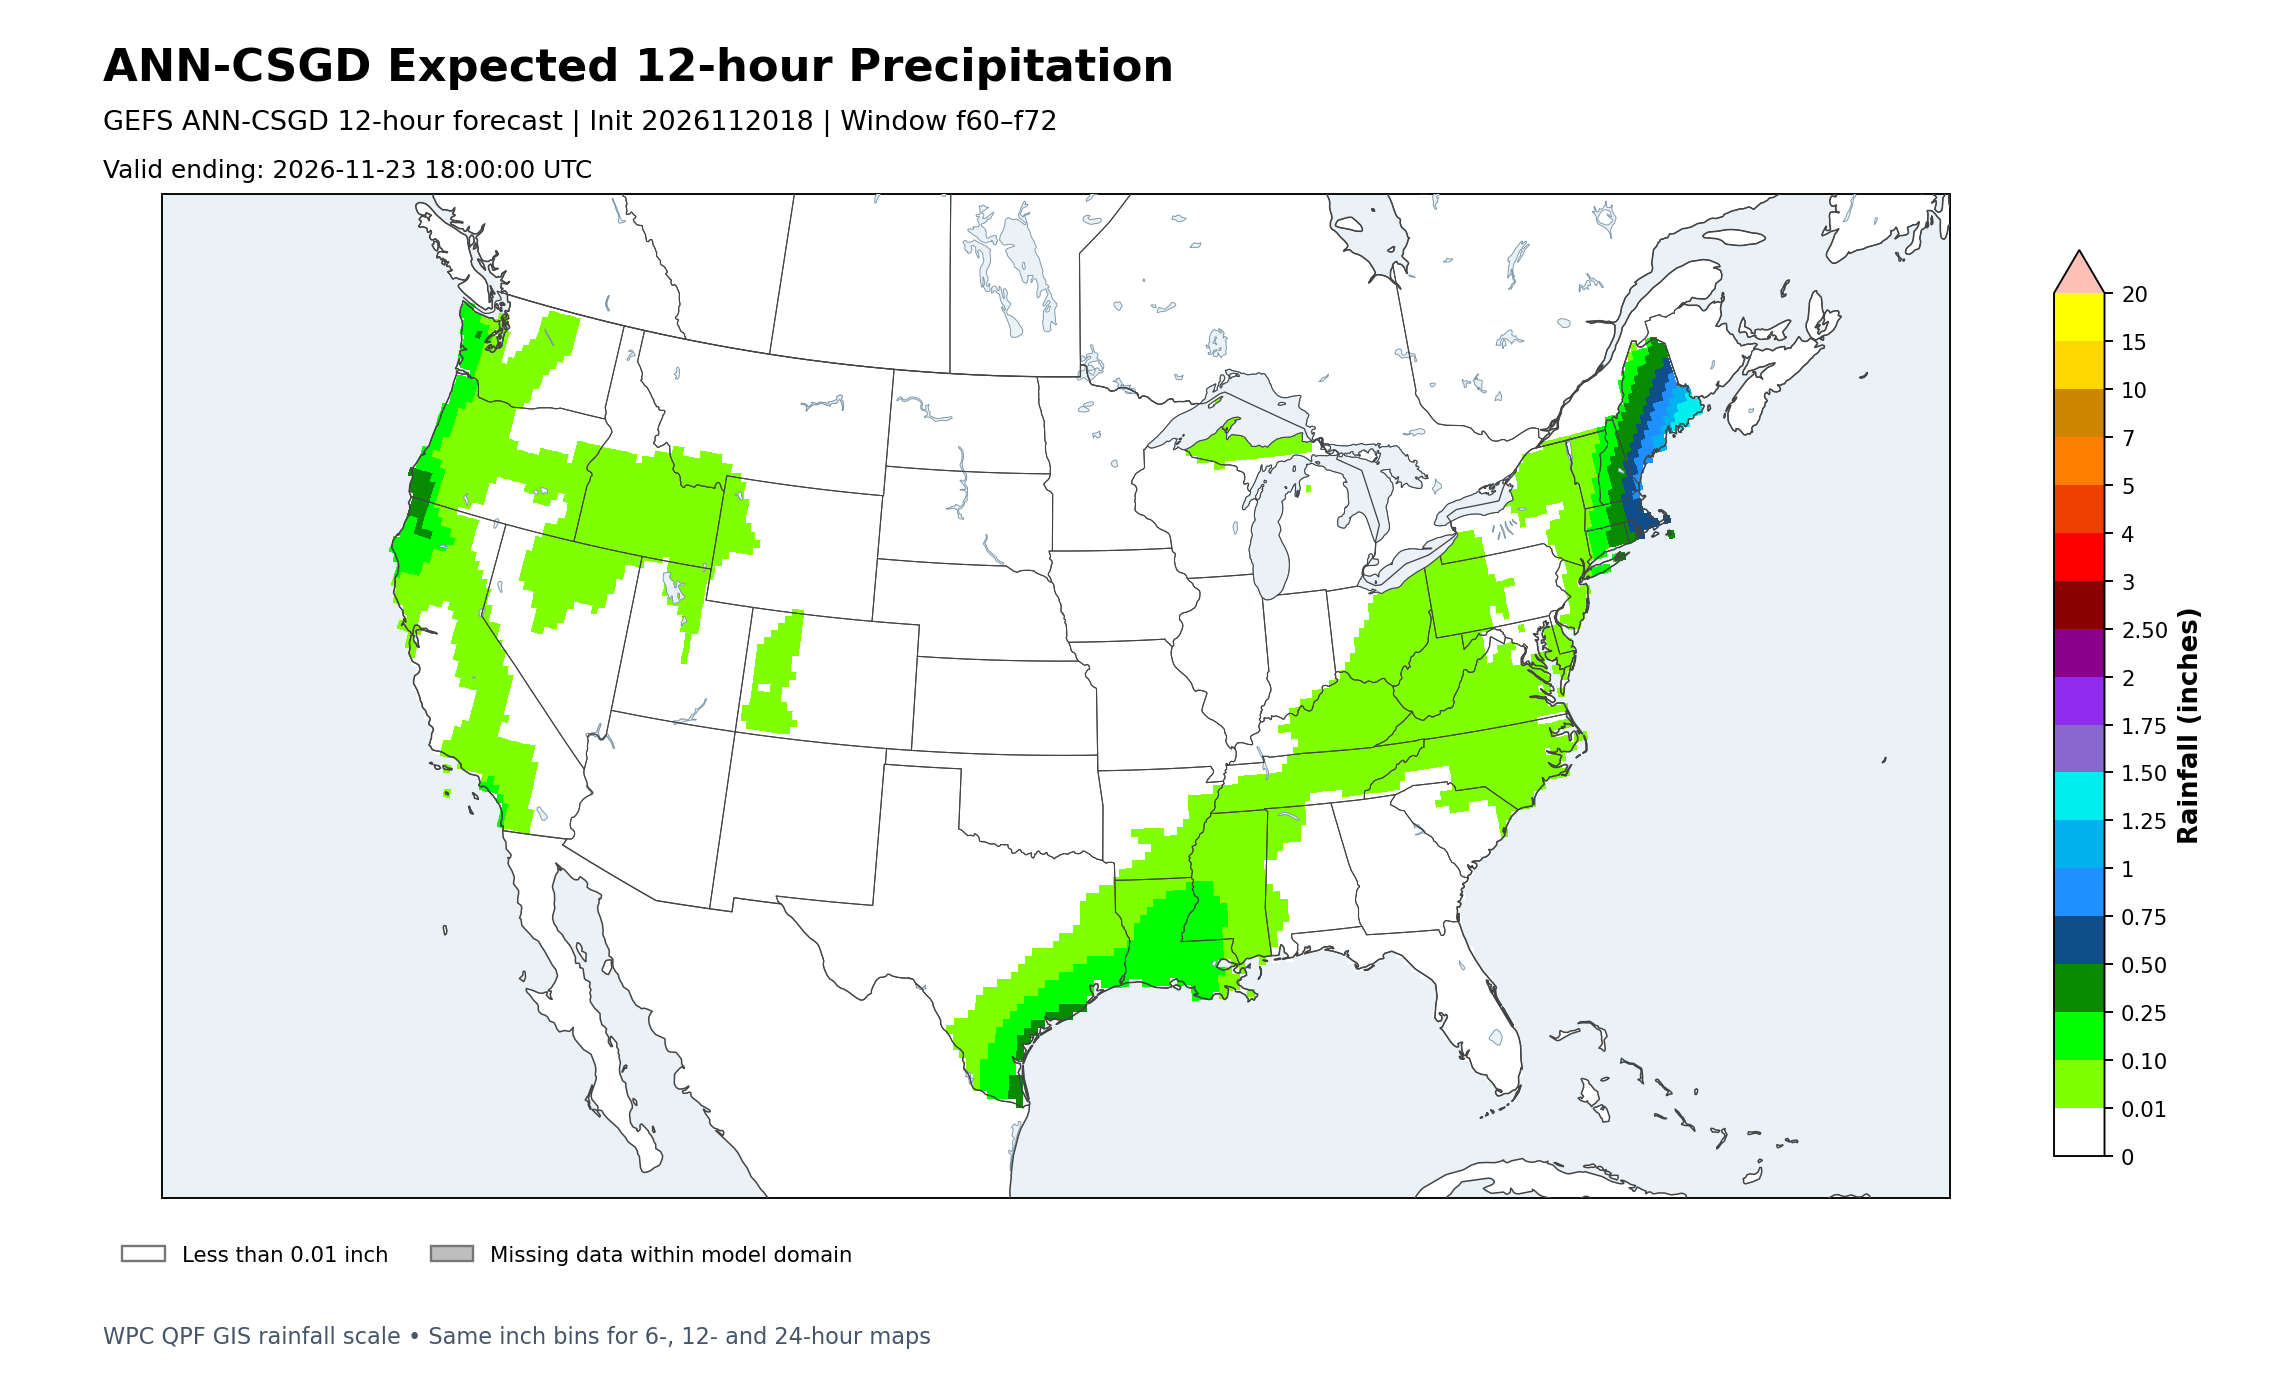 ANN-CSGD Expected 12-hour Precipitation
GEFS ANN-CSGD 12-hour forecast | Init 2026112018 | Window f60–f72
Valid ending: 2026-11-23 18:00:00 UTC
20
15
10
7
5
4
3
2.50
2
1.75
1.50
1.25
1
0.75
0.50
0.25
0.10
0.01
0
Rainfall (inches)
Less than 0.01 inch
Missing data within model domain
WPC QPF GIS rainfall scale • Same inch bins for 6-, 12- and 24-hour maps